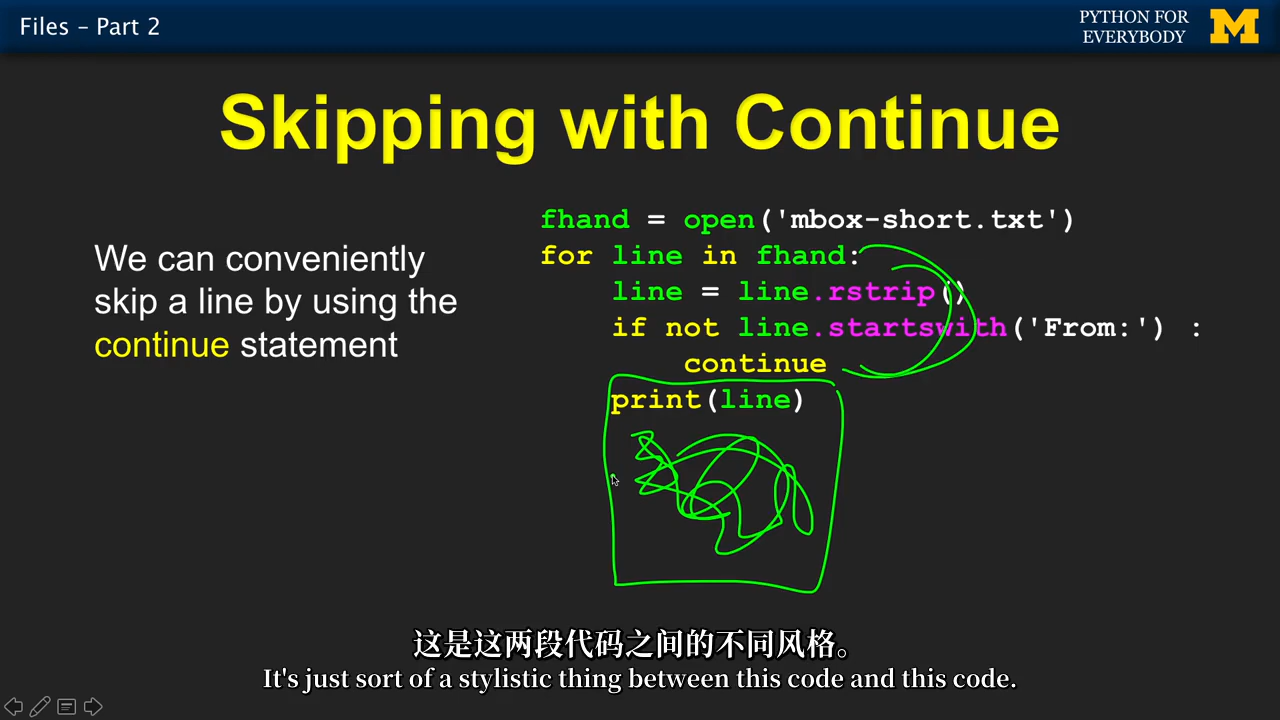 Files – Part 2
PYTHON FOR
EVERYBODY
M
Skipping with Continue
We can conveniently
skip a line by using the
continue statement
fhand = open('mbox-short.txt')
for line in fhand:
    line = line.rstrip()
    if not line.startswith('From:') :
        continue
    print(line)
这是这两段代码之间的不同风格。
It's just sort of a stylistic thing between this code and this code.